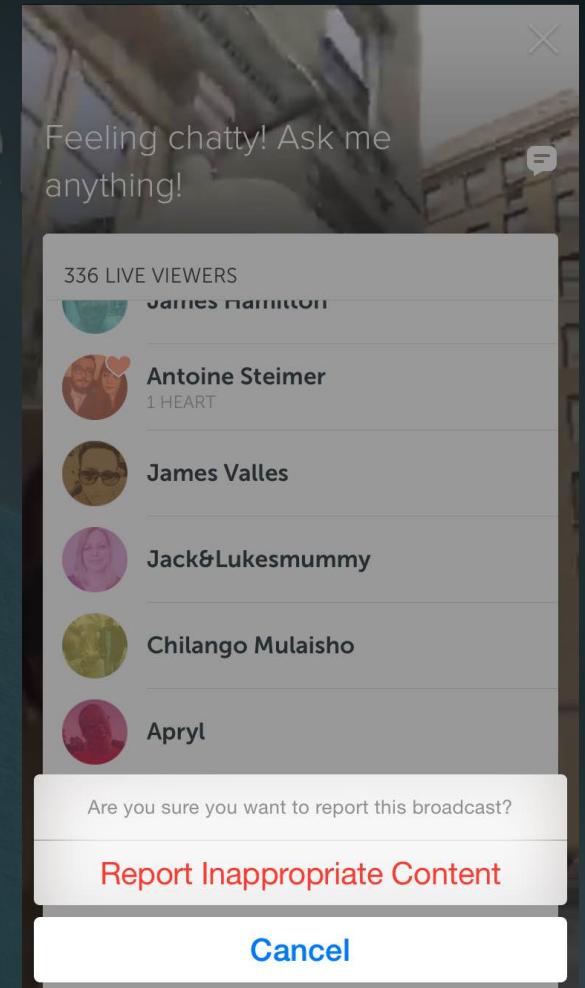 Feeling chatty! Ask me
anything!
336 LIVE VIEWERS
James Hamilton
Antoine Steimer
1 HEART
James Valles
Jack&Lukesmummy
Chilango Mulaisho
Apryl
Are you sure you want to report this broadcast?
Report Inappropriate Content
Cancel